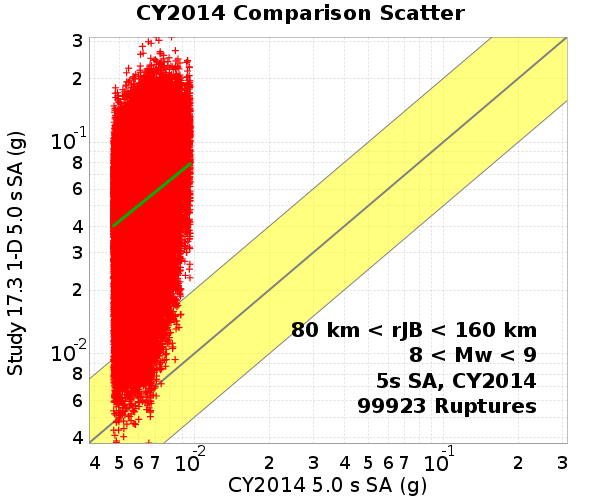 CY2014 Comparison Scatter
3
2
10⁻¹
8
6
4
3
2
10⁻²
8
6
4
Study 17.3 1-D 5.0 s SA (g)
80 km < rJB < 160 km
8 < Mw < 9
5s SA, CY2014
99923 Ruptures
4 5 6 7 10⁻² 2 3 4 5 6 7 10⁻¹ 2 3
CY2014 5.0 s SA (g)